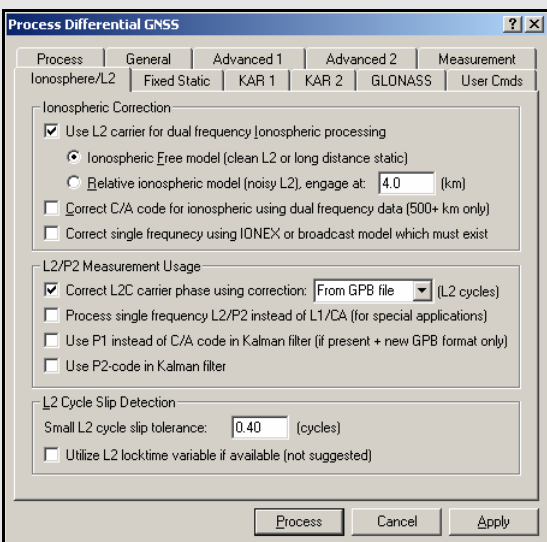 Process Differential GNSS
Process General Advanced 1 Advanced 2 Measurement
Ionosphere/L2 Fixed Static KAR 1 KAR 2 GLONASS User Cmds
Ionospheric Correction
Use L2 carrier for dual frequency Ionospheric processing
Ionospheric Free model (clean L2 or long distance static)
Relative ionospheric model (noisy L2), engage at: 4.0 (km)
Correct C/A code for ionospheric using dual frequency data (500+ km only)
Correct single frequnecy using IONEX or broadcast model which must exist
L2/P2 Measurement Usage
Correct L2C carrier phase using correction: From GPB file (L2 cycles)
Process single frequency L2/P2 instead of L1/CA (for special applications)
Use P1 instead of C/A code in Kalman filter (if present + new GPB format only)
Use P2-code in Kalman filter
L2 Cycle Slip Detection
Small L2 cycle slip tolerance: 0.40 (cycles)
Utilize L2 locktime variable if available (not suggested)
Process Cancel Apply